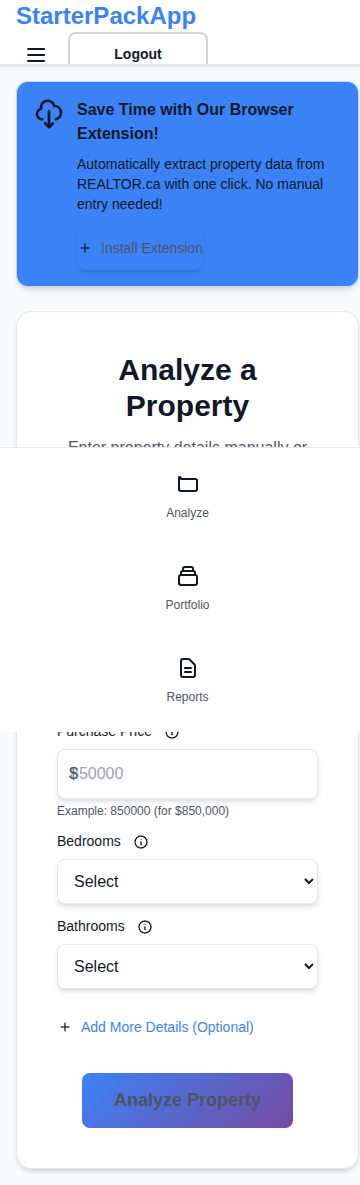 StarterPackApp
Logout
Save Time with Our Browser
Extension!
Automatically extract property data from
REALTOR.ca with one click. No manual
entry needed!
Install Extension
Analyze a
Property
Enter property details manually or
Analyze
Portfolio
Reports
Purchase Price
$50000
Example: 850000 (for $850,000)
Bedrooms
Select
Bathrooms
Select
Add More Details (Optional)
Analyze Property